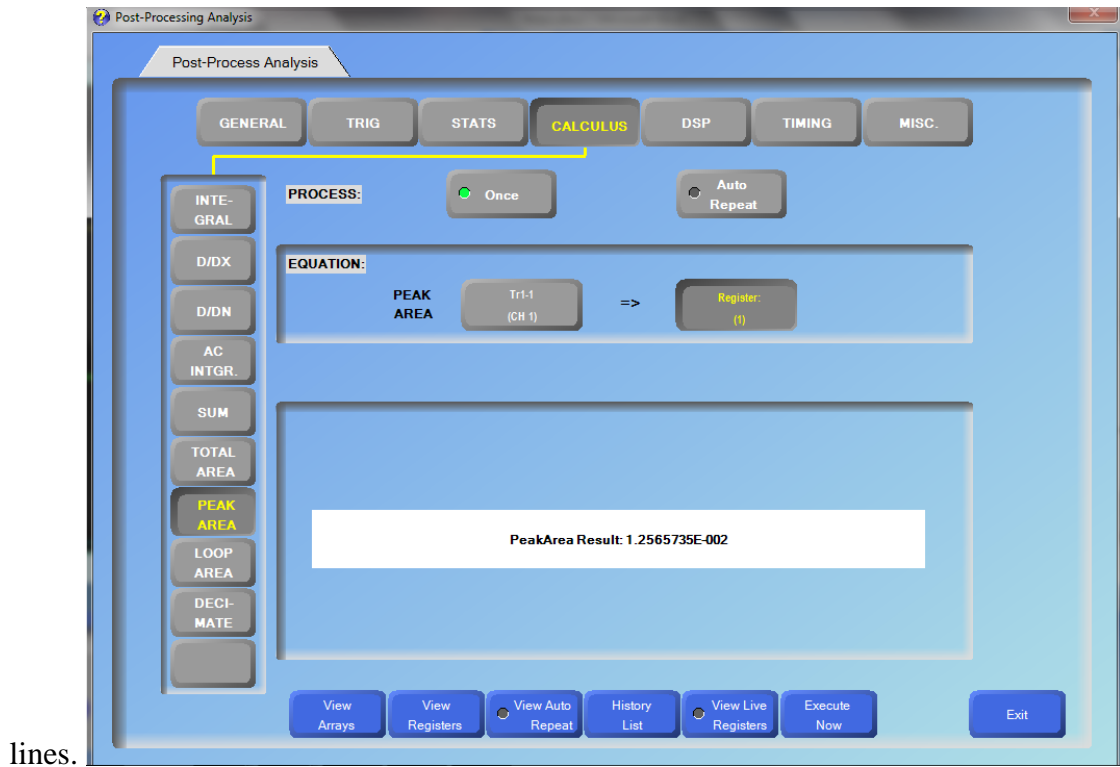 Post-Processing Analysis
Post-Process Analysis
GENERAL TRIG STATS CALCULUS DSP TIMING MISC.
INTE-
GRAL
D/DX
D/DN
AC
INTGR.
SUM
TOTAL
AREA
PEAK
AREA
LOOP
AREA
DECI-
MATE
PROCESS:
Once
Auto
Repeat
EQUATION:
PEAK
AREA
Tr1-1
(CH 1)
=>
Register:
(1)
PeakArea Result: 1.2565735E-002
View
Arrays
View
Registers
View Auto
Repeat
History
List
View Live
Registers
Execute
Now
Exit
lines.